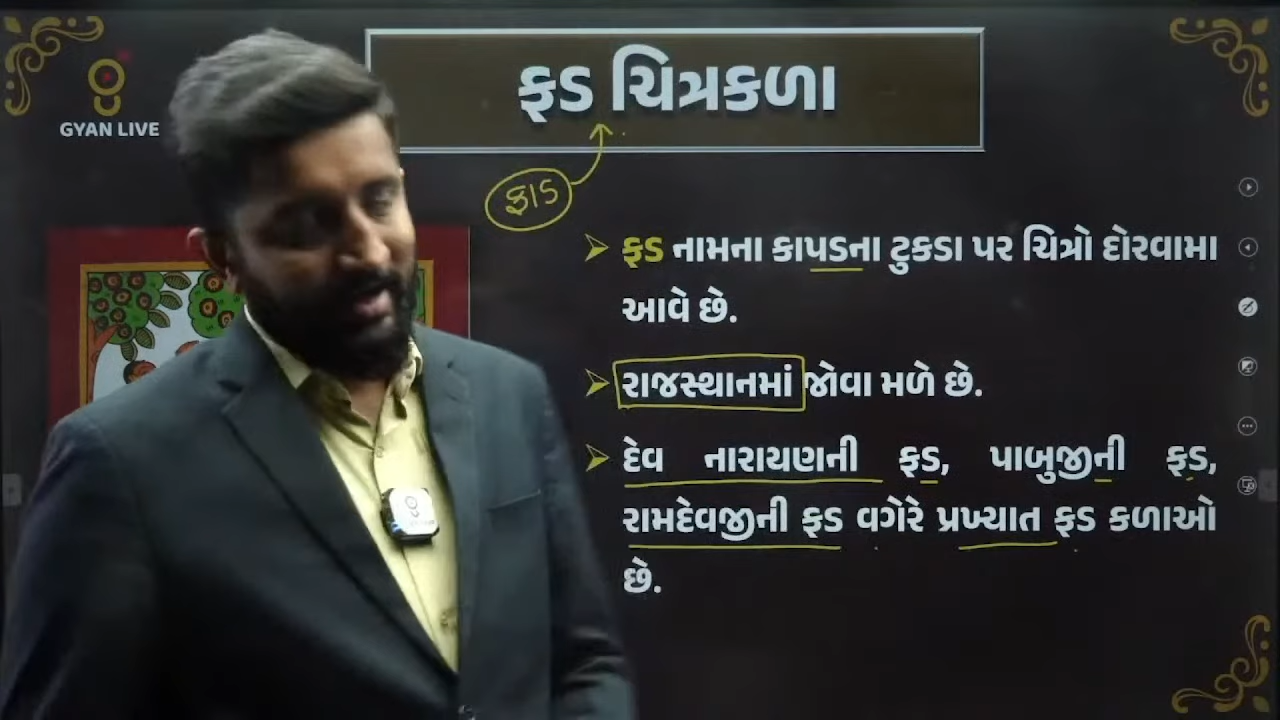 ફડ ચિત્રકળા
GYAN LIVE
ફાડ
ફડ નામના કાપડના ટુકડા પર ચિત્રો દોરવામા
આવે છે.
રાજસ્થાનમાં જોવા મળે છે.
દેવ નારાયણની ફડ, પાબુજીની ફડ,
રામદેવજીની ફડ વગેરે પ્રખ્યાત ફડ કળાઓ
છે.